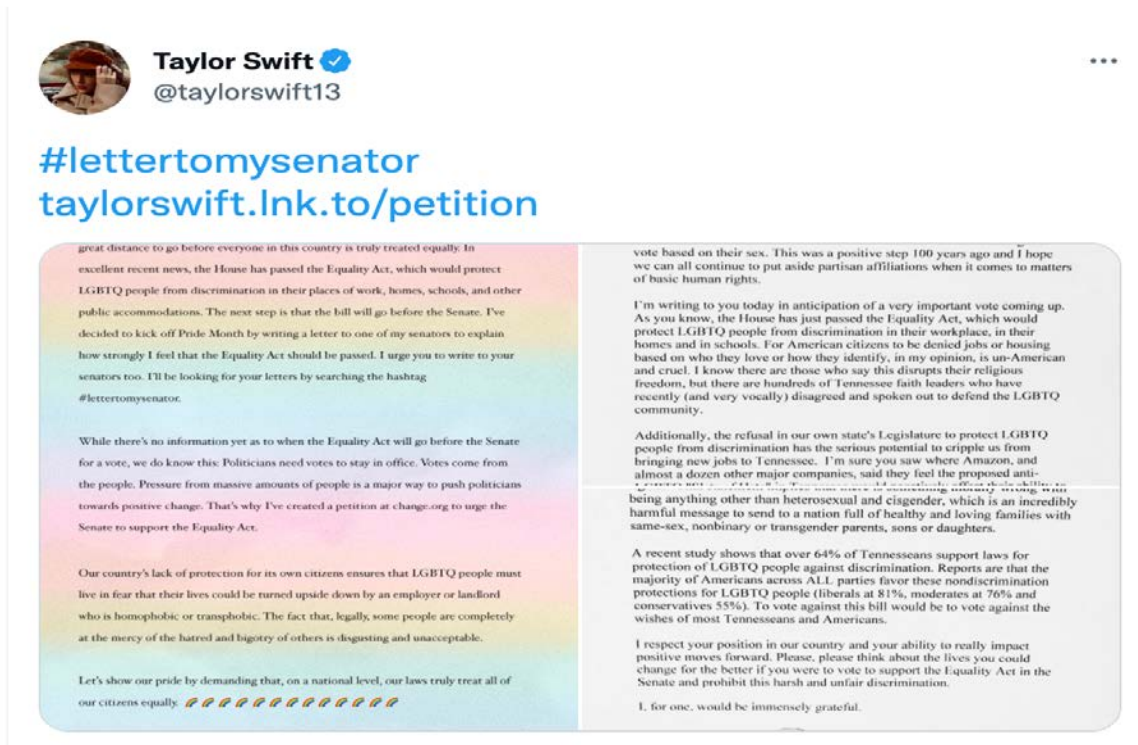 Taylor Swift
@taylorswift13
#lettertomysenator
taylorswift.lnk.to/petition
great distance to go before everyone in this country is truly treated equally. In
excellent recent news, the House has passed the Equality Act, which would protect
LGBTQ people from discrimination in their places of work, homes, schools, and other
public accommodations. The next step is that the bill will go before the Senate. I've
decided to kick off Pride Month by writing a letter to one of my senators to explain
how strongly I feel that the Equality Act should be passed. I urge you to write to your
senators too. I'll be looking for your letters by searching the hashtag
#lettertomysenator.
While there's no information yet as to when the Equality Act will go before the Senate
for a vote, we do know this: Politicians need votes to stay in office. Votes come from
the people. Pressure from massive amounts of people is a major way to push politicians
towards positive change. That's why I've created a petition at change.org to urge the
Senate to support the Equality Act.
Our country's lack of protection for its own citizens ensures that LGBTQ people must
live in fear that their lives could be turned upside down by an employer or landlord
who is homophobic or transphobic. The fact that, legally, some people are completely
at the mercy of the hatred and bigotry of others is disgusting and unacceptable.
Let's show our pride by demanding that, on a national level, our laws truly treat all of
our citizens equally. 🌈🌈🌈🌈🌈🌈🌈🌈🌈🌈🌈🌈🌈
vote based on their sex. This was a positive step 100 years ago and I hope
we can all continue to put aside partisan affiliations when it comes to matters
of basic human rights.
I'm writing to you today in anticipation of a very important vote coming up.
As you know, the House has just passed the Equality Act, which would
protect LGBTQ people from discrimination in their workplace, in their
homes and in schools. For American citizens to be denied jobs or housing
based on who they love or how they identify, in my opinion, is un-American
and cruel. I know there are those who say this disrupts their religious
freedom, but there are hundreds of Tennessee faith leaders who have
recently (and very vocally) disagreed and spoken out to defend the LGBTQ
community.
Additionally, the refusal in our own state's Legislature to protect LGBTQ
people from discrimination has the serious potential to cripple us from
bringing new jobs to Tennessee. I'm sure you saw where Amazon, and
almost a dozen other major companies, said they feel the proposed anti-
being anything other than heterosexual and cisgender, which is an incredibly
harmful message to send to a nation full of healthy and loving families with
same-sex, nonbinary or transgender parents, sons or daughters.
A recent study shows that over 64% of Tennesseans support laws for
protection of LGBTQ people against discrimination. Reports are that the
majority of Americans across ALL parties favor these nondiscrimination
protections for LGBTQ people (liberals at 81%, moderates at 76% and
conservatives 55%). To vote against this bill would be to vote against the
wishes of most Tennesseans and Americans.
I respect your position in our country and your ability to really impact
positive moves forward. Please, please think about the lives you could
change for the better if you were to vote to support the Equality Act in the
Senate and prohibit this harsh and unfair discrimination.
I, for one, would be immensely grateful.